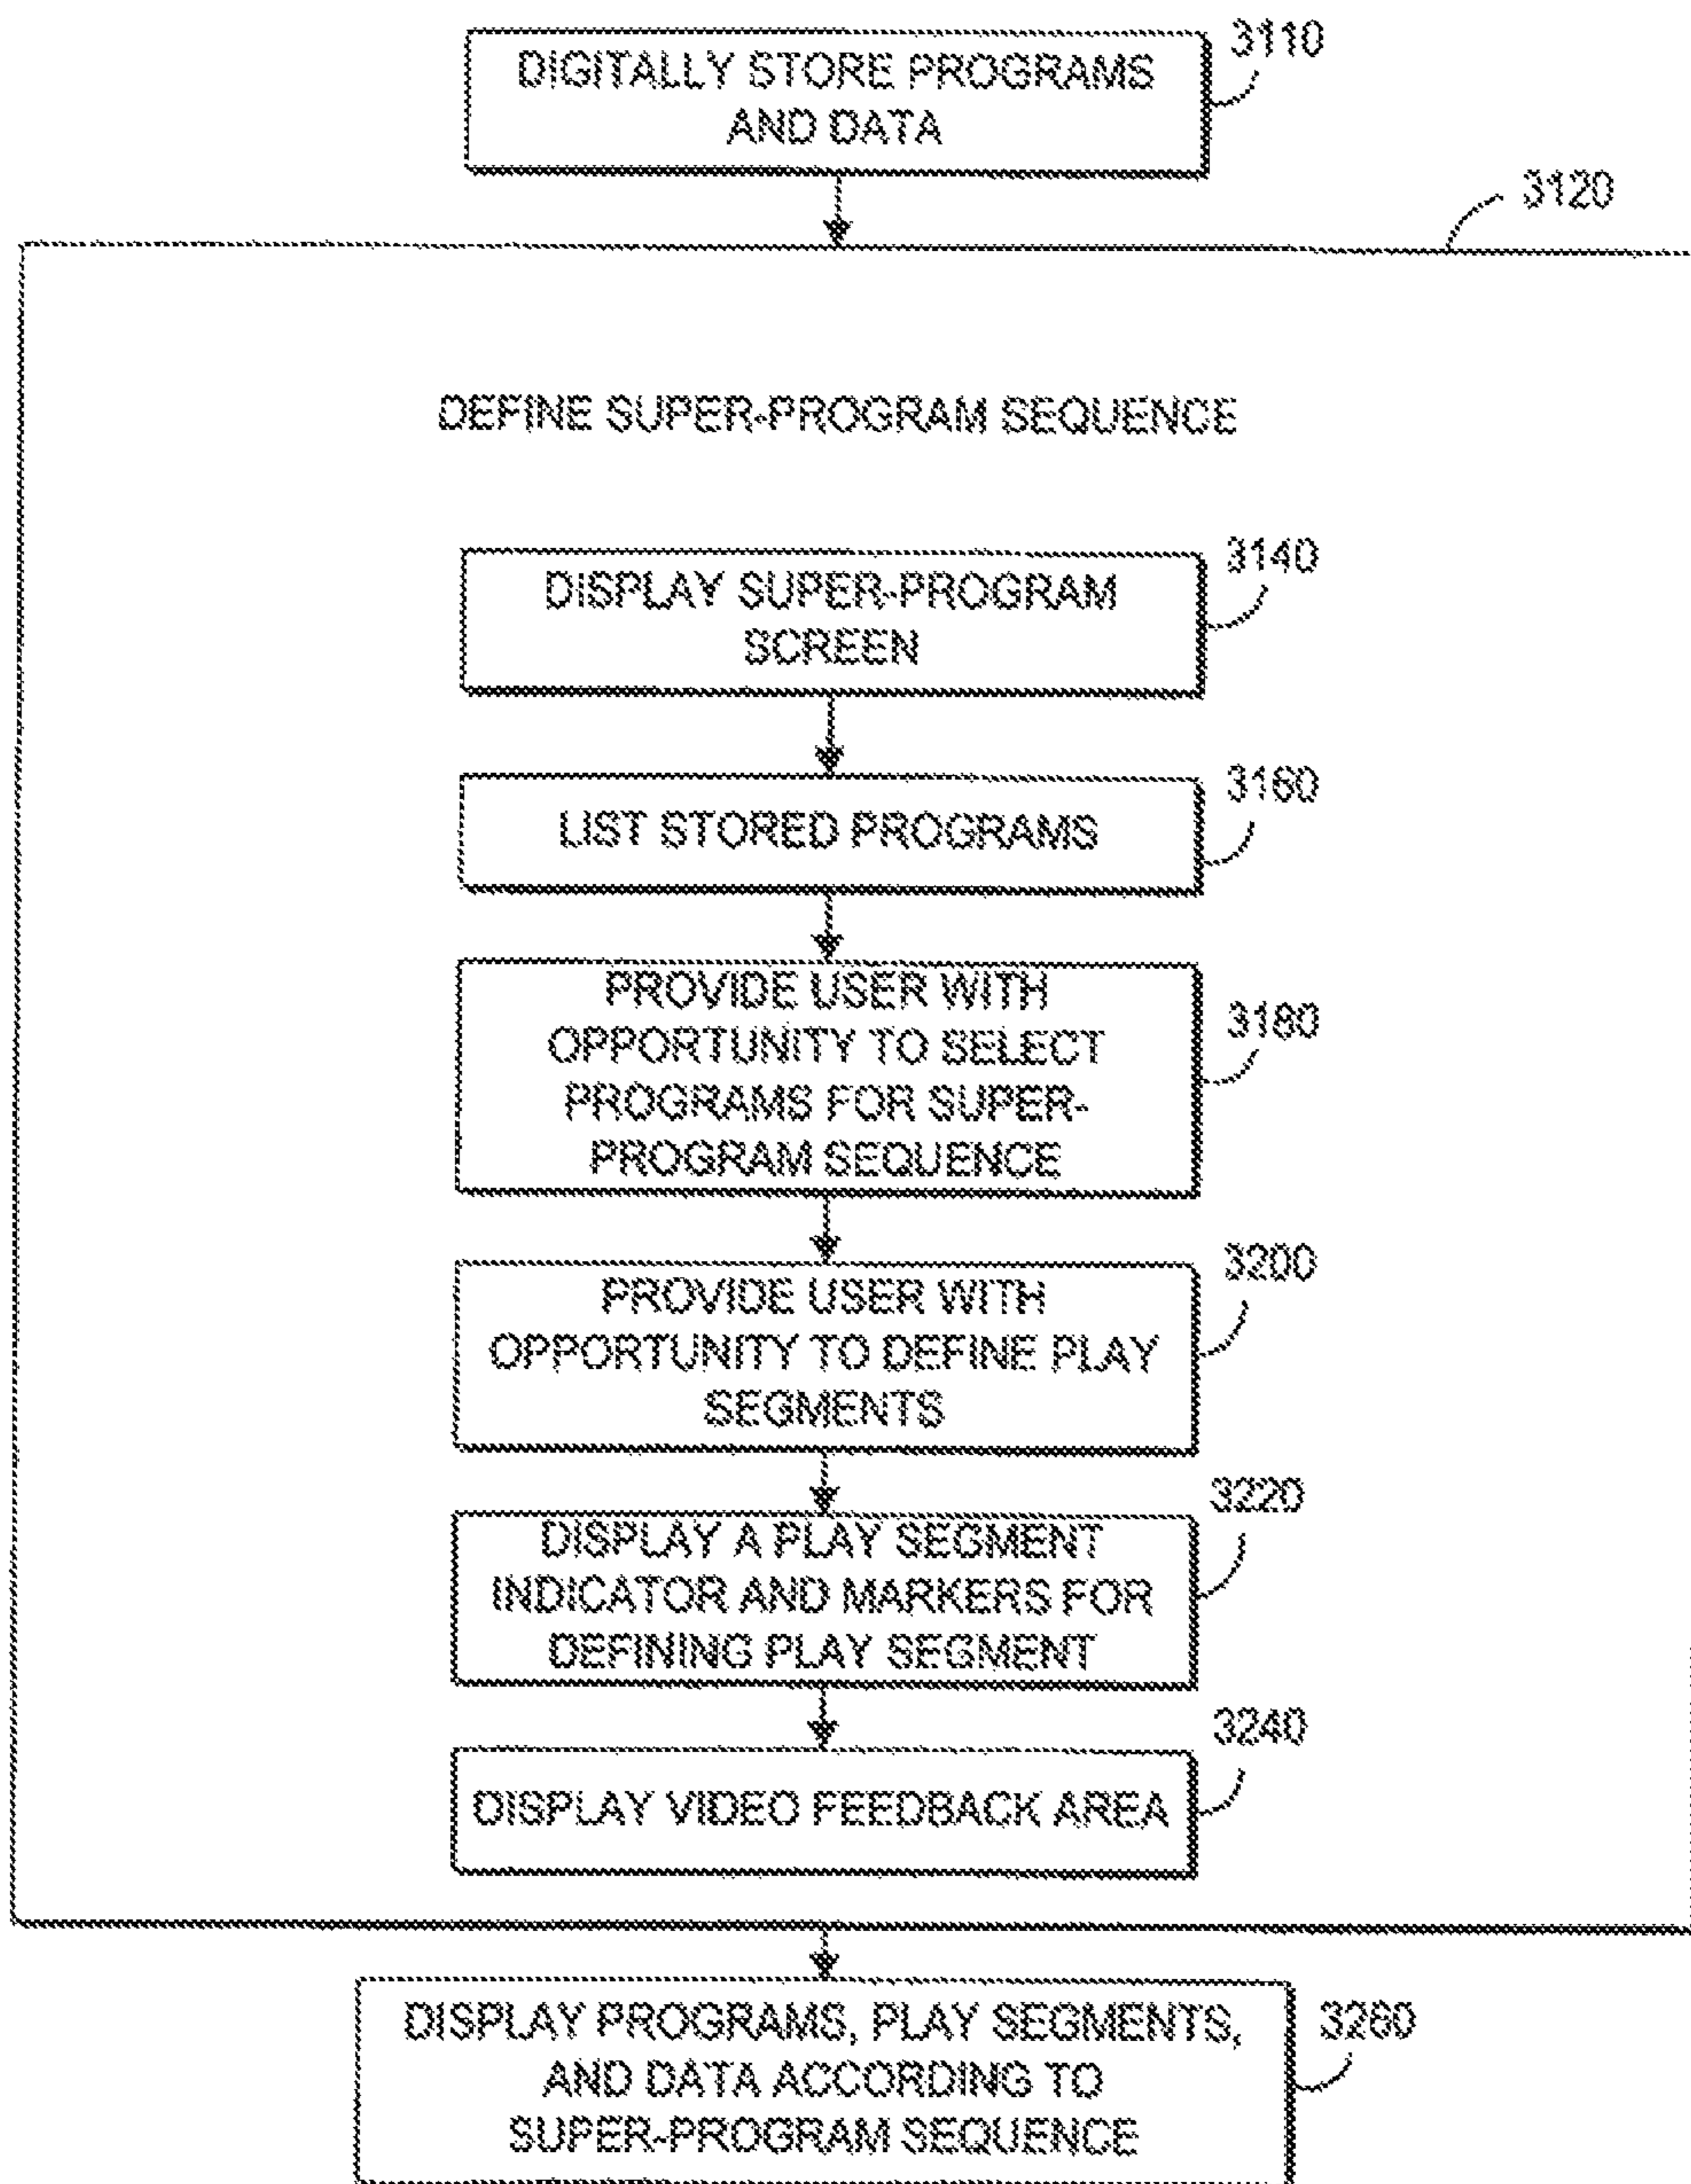 DIGITALLY STORE PROGRAMS
AND DATA
3110
3120
DEFINE SUPER-PROGRAM SEQUENCE
DISPLAY SUPER-PROGRAM
SCREEN
3140
LIST STORED PROGRAMS
3160
PROVIDE USER WITH
OPPORTUNITY TO SELECT
PROGRAMS FOR SUPER-
PROGRAM SEQUENCE
3180
PROVIDE USER WITH
OPPORTUNITY TO DEFINE PLAY
SEGMENTS
3200
DISPLAY A PLAY SEGMENT
INDICATOR AND MARKERS FOR
DEFINING PLAY SEGMENT
3220
DISPLAY VIDEO FEEDBACK AREA
3240
DISPLAY PROGRAMS, PLAY SEGMENTS,
AND DATA ACCORDING TO
SUPER-PROGRAM SEQUENCE
3260